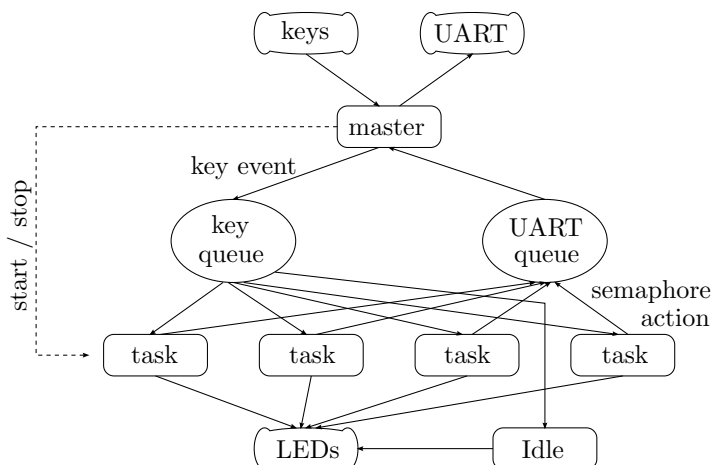 keys
UART
master
key event
start / stop
key
queue
UART
queue
semaphore
action
task
task
task
task
LEDs
Idle